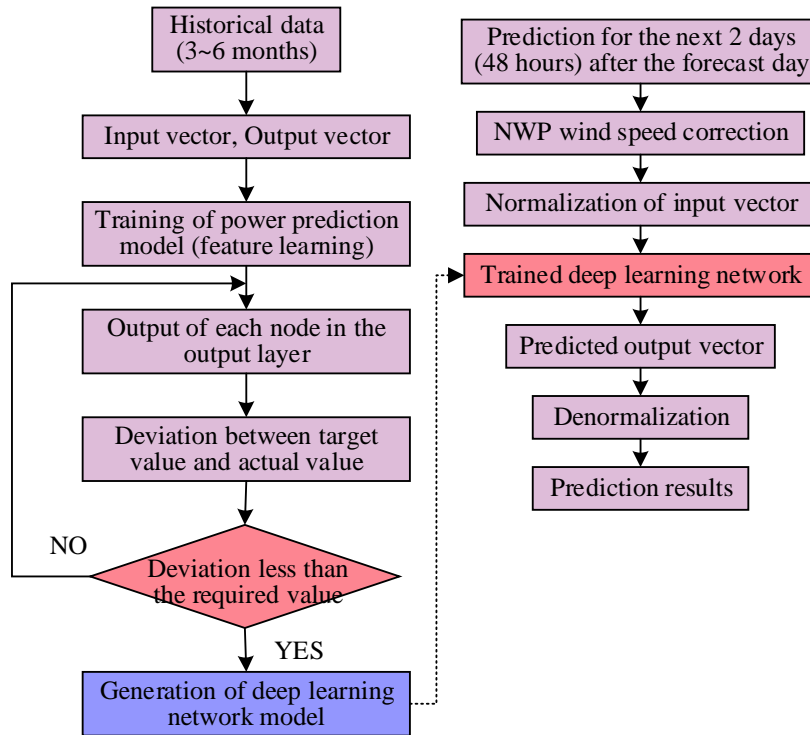 Historical data
(3~6 months)
Input vector, Output vector
Training of power prediction
model (feature learning)
Output of each node in the
output layer
Deviation between target
value and actual value
NO
Deviation less than
the required value
YES
Generation of deep learning
network model
Prediction for the next 2 days
(48 hours) after the forecast day
NWP wind speed correction
Normalization of input vector
Trained deep learning network
Predicted output vector
Denormalization
Prediction results